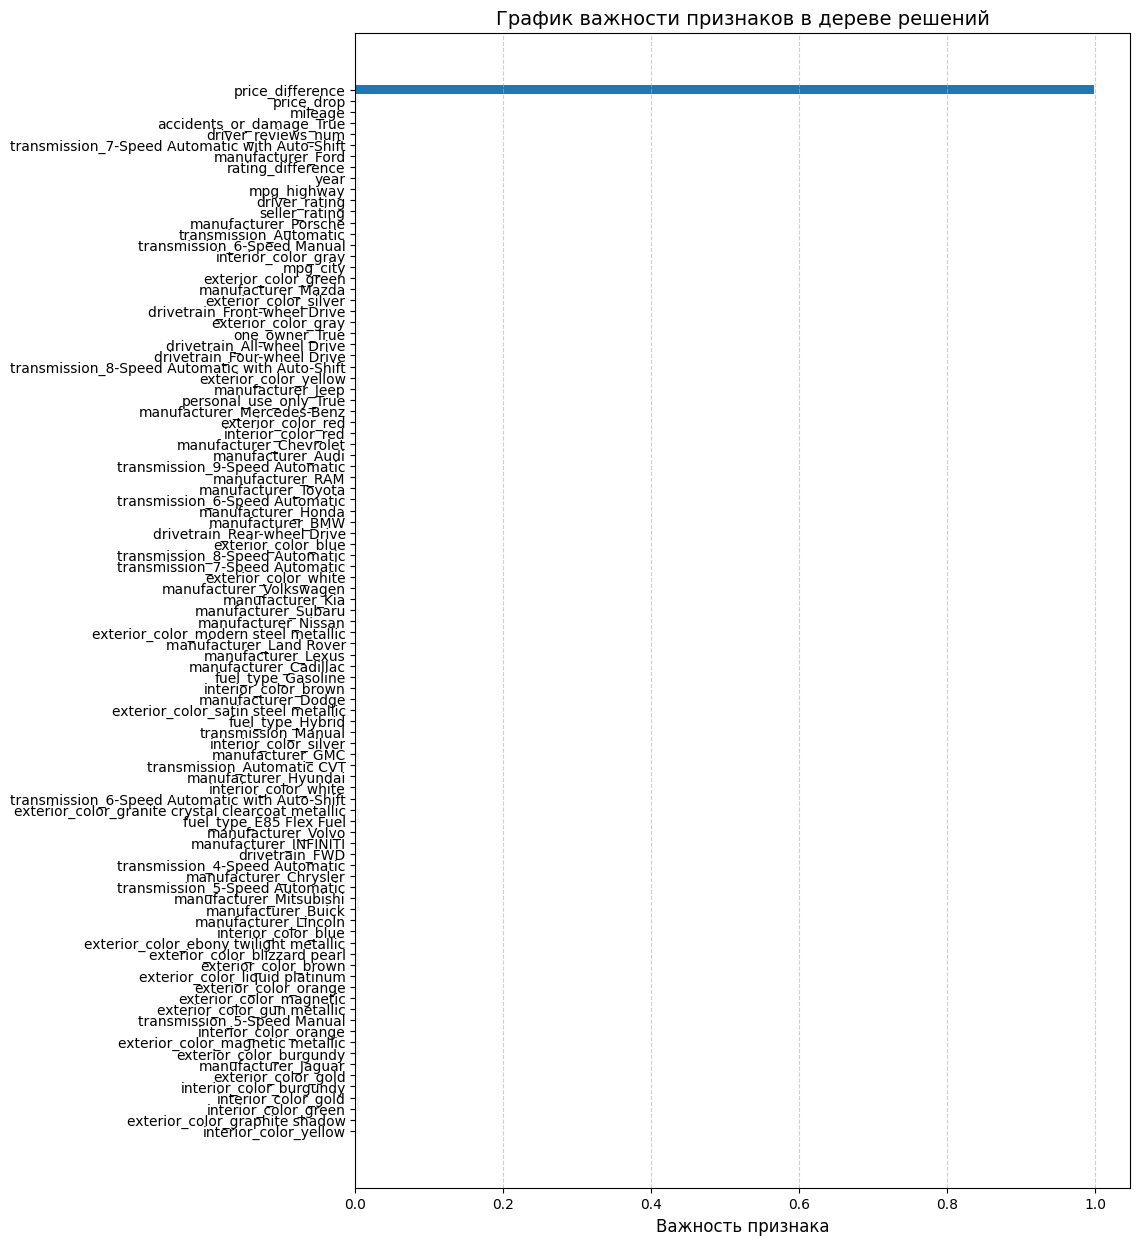 График важности признаков в дереве решений
price_difference
price_drop
mileage
accidents_or_damage_True
driver_reviews_num
transmission_7-Speed Automatic with Auto-Shift
manufacturer_Ford
rating_difference
year
mpg_highway
driver_rating
seller_rating
manufacturer_Porsche
transmission_Automatic
transmission_6-Speed Manual
interior_color_gray
mpg_city
exterior_color_green
manufacturer_Mazda
exterior_color_silver
drivetrain_Front-wheel Drive
exterior_color_gray
one_owner_True
drivetrain_All-wheel Drive
drivetrain_Four-wheel Drive
transmission_8-Speed Automatic with Auto-Shift
exterior_color_yellow
manufacturer_Jeep
personal_use_only_True
manufacturer_Mercedes-Benz
exterior_color_red
interior_color_red
manufacturer_Chevrolet
manufacturer_Audi
transmission_9-Speed Automatic
manufacturer_RAM
manufacturer_Toyota
transmission_6-Speed Automatic
manufacturer_Honda
manufacturer_BMW
drivetrain_Rear-wheel Drive
exterior_color_blue
transmission_8-Speed Automatic
transmission_7-Speed Automatic
exterior_color_white
manufacturer_Volkswagen
manufacturer_Kia
manufacturer_Subaru
manufacturer_Nissan
exterior_color_modern steel metallic
manufacturer_Land Rover
manufacturer_Lexus
manufacturer_Cadillac
fuel_type_Gasoline
interior_color_brown
manufacturer_Dodge
exterior_color_satin steel metallic
fuel_type_Hybrid
transmission_Manual
interior_color_silver
manufacturer_GMC
transmission_Automatic CVT
manufacturer_Hyundai
interior_color_white
transmission_6-Speed Automatic with Auto-Shift
exterior_color_granite crystal clearcoat metallic
fuel_type_E85 Flex Fuel
manufacturer_Volvo
manufacturer_INFINITI
drivetrain_FWD
transmission_4-Speed Automatic
manufacturer_Chrysler
transmission_5-Speed Automatic
manufacturer_Mitsubishi
manufacturer_Buick
manufacturer_Lincoln
interior_color_blue
exterior_color_ebony twilight metallic
exterior_color_blizzard pearl
exterior_color_brown
exterior_color_liquid platinum
exterior_color_orange
exterior_color_magnetic
exterior_color_gun metallic
transmission_5-Speed Manual
interior_color_orange
exterior_color_magnetic metallic
exterior_color_burgundy
manufacturer_Jaguar
exterior_color_gold
interior_color_burgundy
interior_color_gold
interior_color_green
exterior_color_graphite shadow
interior_color_yellow
0.0 0.2 0.4 0.6 0.8 1.0
Важность признака